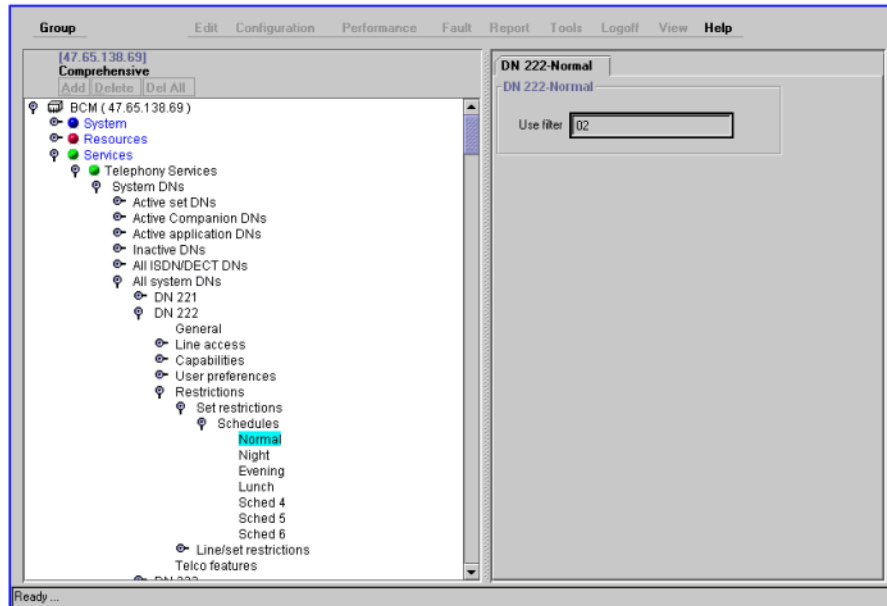 Group Edit Configuration Performance Fault Report Tools Logoff View Help
[47.65.138.69]
Comprehensive
Add Delete Del All
BCM ( 47.65.138.69 )
System
Resources
Services
Telephony Services
System DNs
Active set DNs
Active Companion DNs
Active application DNs
Inactive DNs
All ISDN/DECT DNs
All system DNs
DN 221
DN 222
General
Line access
Capabilities
User preferences
Restrictions
Set restrictions
Schedules
Normal
Night
Evening
Lunch
Sched 4
Sched 5
Sched 6
Line/set restrictions
Telco features
DN 222-Normal
DN 222-Normal
Use filter 02
Ready ...